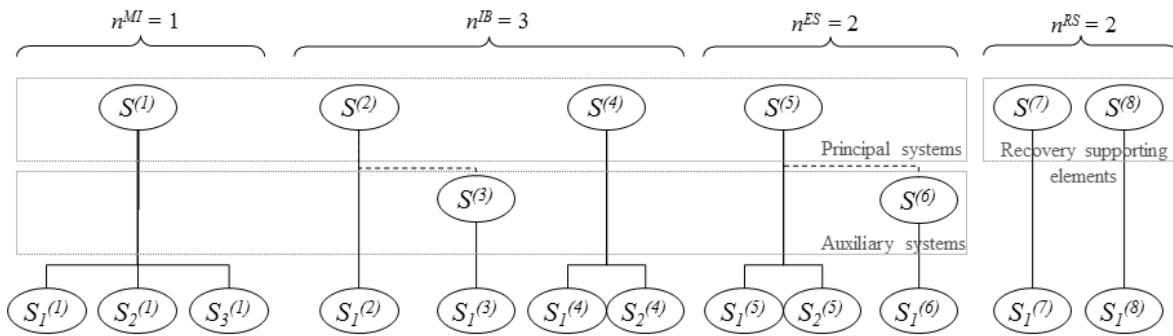 n^{MI} = 1 n^{IB} = 3 n^{ES} = 2 n^{RS} = 2
S^{(1)} S^{(2)} S^{(4)} S^{(5)} S^{(7)} S^{(8)}
Principal systems Recovery supporting
elements
S^{(3)} S^{(6)}
Auxiliary systems
S_1^{(1)} S_2^{(1)} S_3^{(1)} S_1^{(2)} S_1^{(3)} S_1^{(4)} S_2^{(4)} S_1^{(5)} S_2^{(5)} S_1^{(6)} S_1^{(7)} S_1^{(8)}